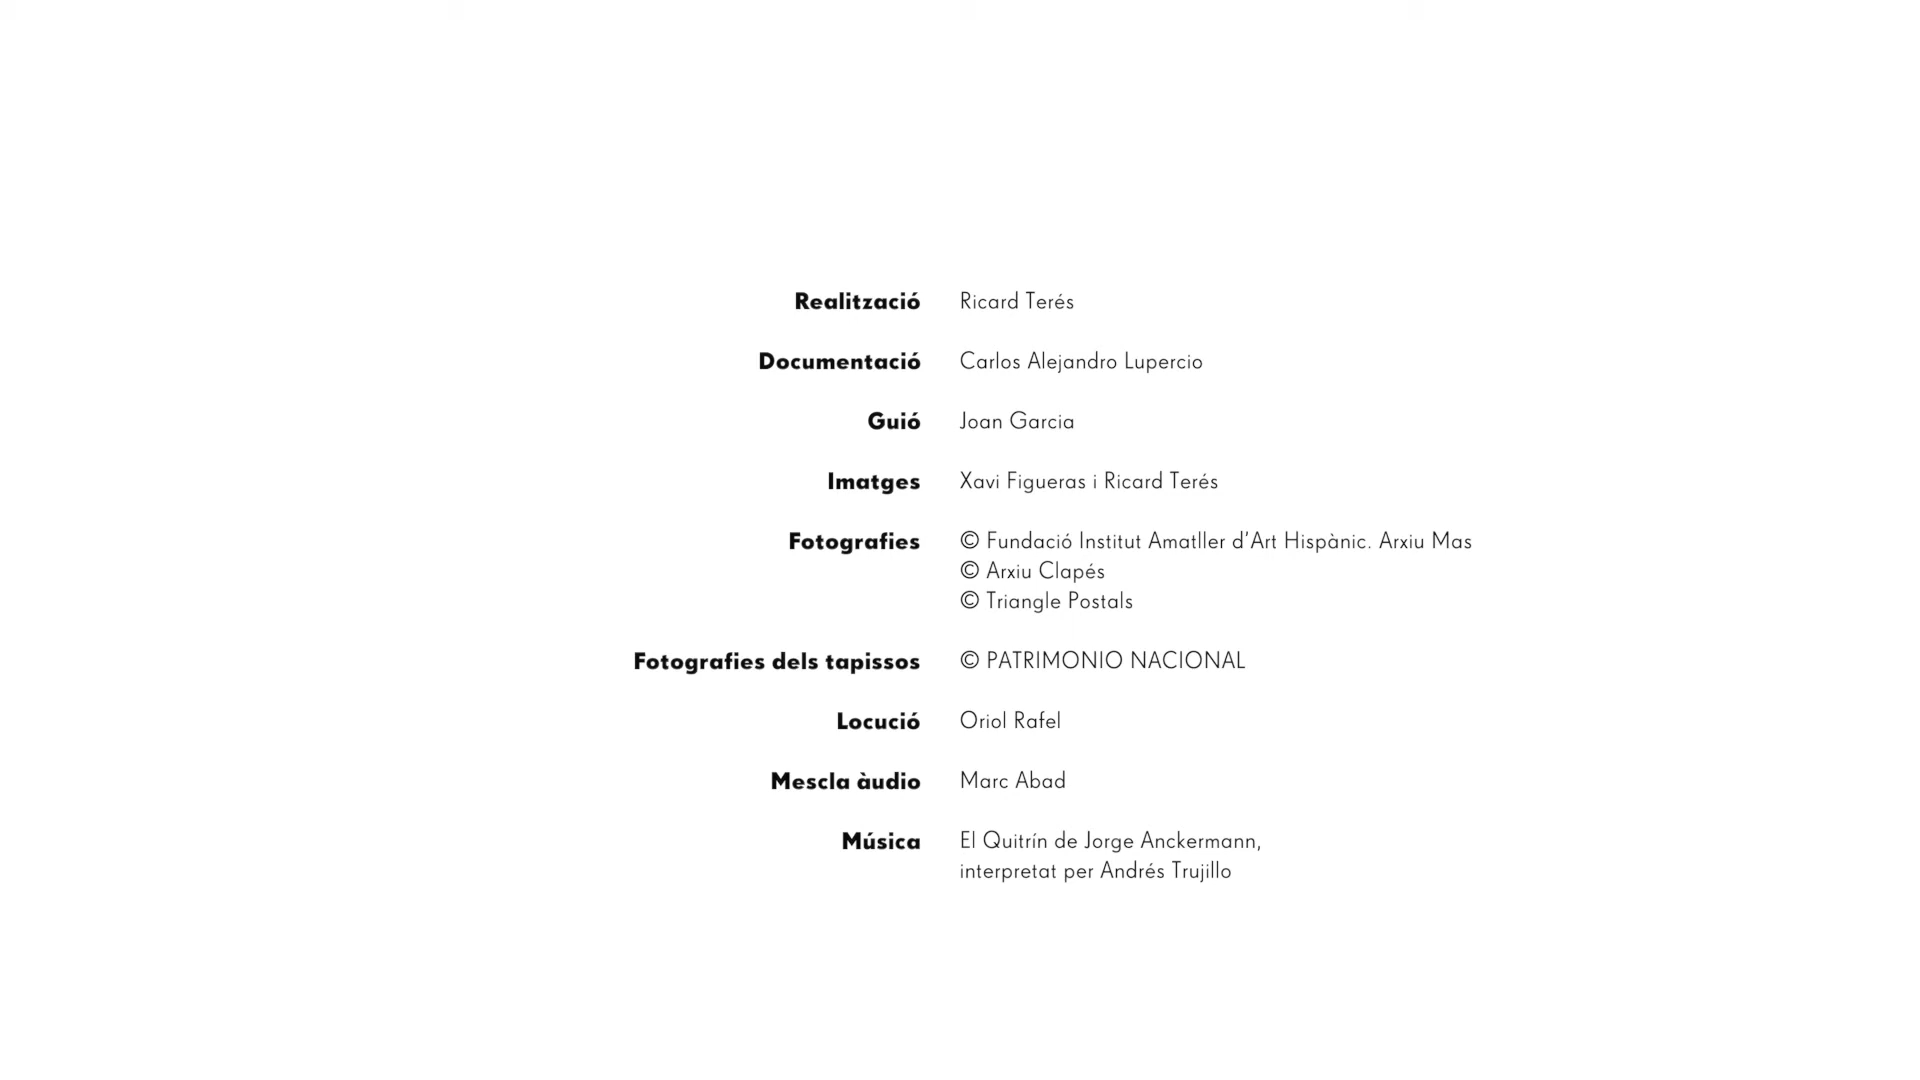 Realització Ricard Terés
Documentació Carlos Alejandro Lupercio
Guió Joan Garcia
Imatges Xavi Figueras i Ricard Terés
Fotografies © Fundació Institut Amatller d’Art Hispànic. Arxiu Mas
© Arxiu Clapés
© Triangle Postals
Fotografies dels tapissos © PATRIMONIO NACIONAL
Locució Oriol Rafel
Mescla àudio Marc Abad
Música El Quitrín de Jorge Anckermann,
interpretat per Andrés Trujillo